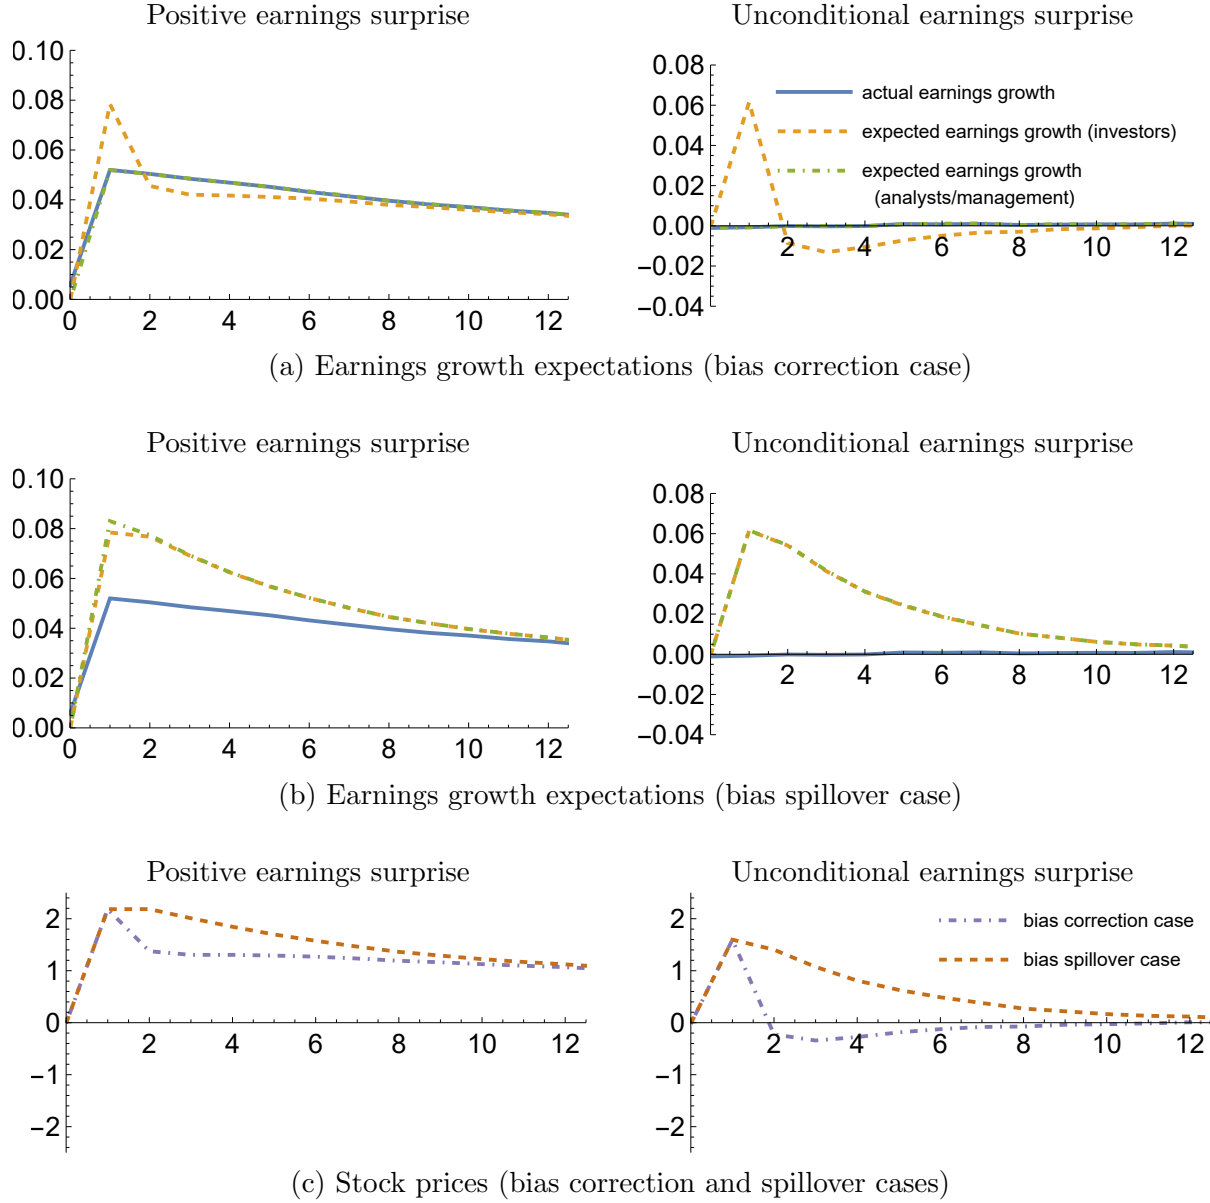 Positive earnings surprise
Unconditional earnings surprise
0.10
0.08
0.06
0.04
0.02
0.00
0 2 4 6 8 10 12
0.08
0.06
0.04
0.02
0.00
−0.02
−0.04
2 4 6 8 10 12
actual earnings growth
expected earnings growth (investors)
expected earnings growth
(analysts/management)
(a) Earnings growth expectations (bias correction case)
Positive earnings surprise
Unconditional earnings surprise
0.10
0.08
0.06
0.04
0.02
0.00
0 2 4 6 8 10 12
0.08
0.06
0.04
0.02
0.00
−0.02
−0.04
2 4 6 8 10 12
(b) Earnings growth expectations (bias spillover case)
Positive earnings surprise
Unconditional earnings surprise
2
1
0
−1
−2
2 4 6 8 10 12
2
1
0
−1
−2
2 4 6 8 10 12
bias correction case
bias spillover case
(c) Stock prices (bias correction and spillover cases)